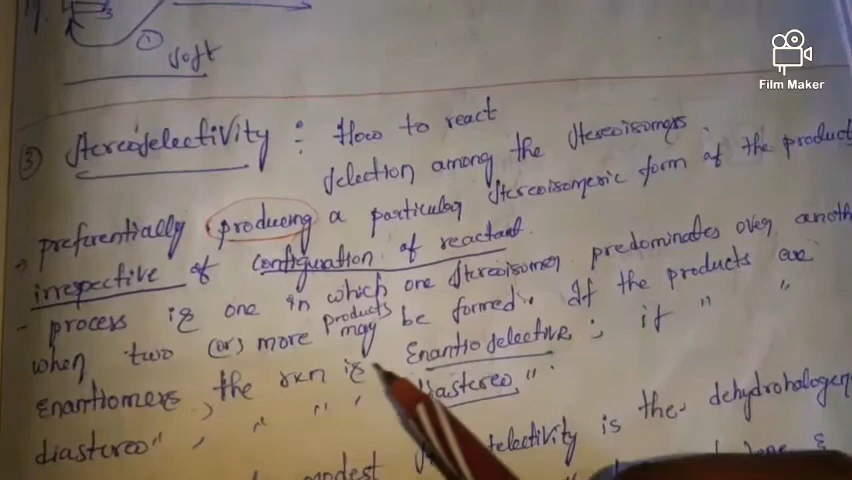 ① soft
Film Maker
③ Stereoselectivity : How to react
selection among the stereoisomers
→ preferentially producing a particular stereoisomeric form of the product
irrespective of configuration of reactant.
- process is one in which one stereoisomer predominates over anoth
when two (or) more products may be formed. If the products are
Enantiomers, the rxn is Enantioselective ; if " "
diastereo" , " " ' diastereo" .
modest selectivity is the dehydrohalogen